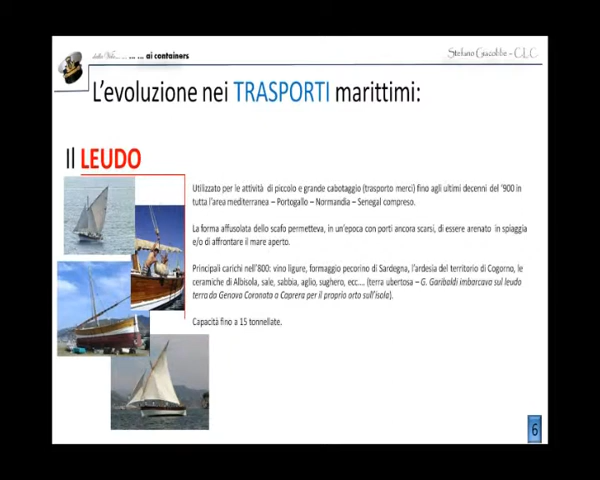 dalle Vele... ... ... ai containers
Stefano Giacobbe - C.L.C
L'evoluzione nei TRASPORTI marittimi:
Il LEUDO
Utilizzato per le attività di piccolo e grande cabotaggio (trasporto merci) fino agli ultimi decenni del '900 in
tutta l'area mediterranea – Portogallo – Normandia – Senegal compreso.
La forma affusolata dello scafo permetteva, in un'epoca con porti ancora scarsi, di essere arenato in spiaggia
e/o di affrontare il mare aperto.
Principali carichi nell'800: vino ligure, formaggio pecorino di Sardegna, l'ardesia del territorio di Cogorno, le
ceramiche di Albisola, sale, sabbia, aglio, sughero, ecc.... (terra ubertosa – G. Garibaldi imbarcava sul leudo
terra da Genova Coronata a Caprera per il proprio orto sull'isola).
Capacità fino a 15 tonnellate.
6